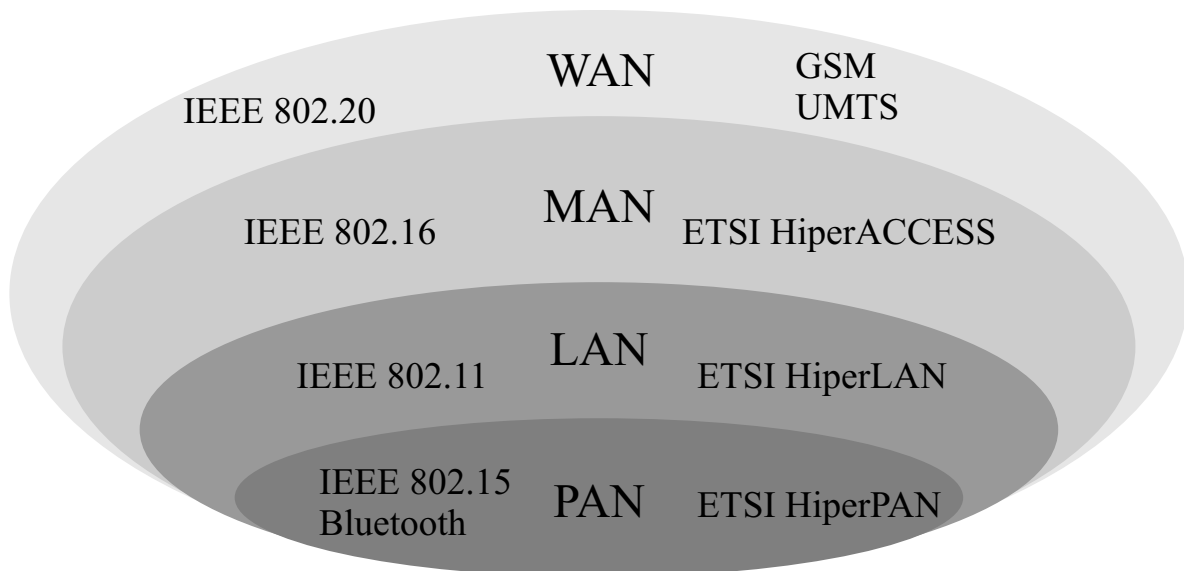 WAN
GSM
UMTS
IEEE 802.20
MAN
IEEE 802.16
ETSI HiperACCESS
LAN
IEEE 802.11
ETSI HiperLAN
IEEE 802.15
Bluetooth
PAN
ETSI HiperPAN